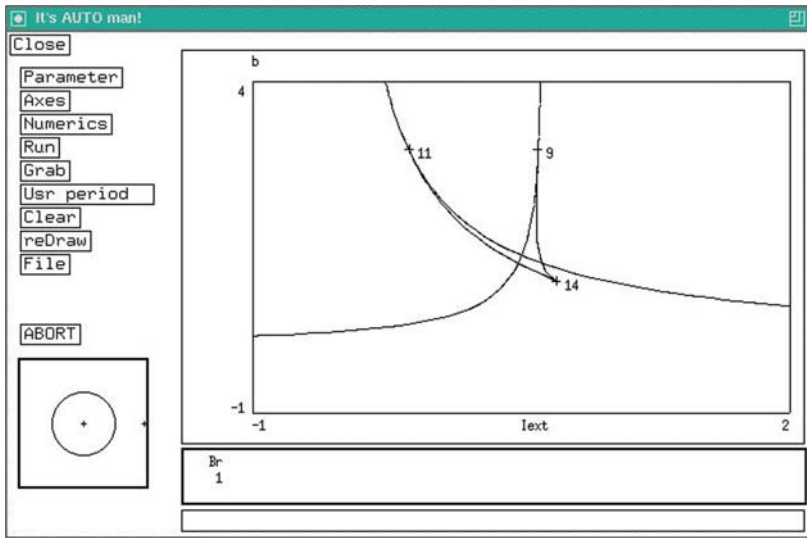 It's AUTO man!
Close
Parameter
Axes
Numerics
Run
Grab
Usr period
Clear
reDraw
File
ABORT
b
4
11
9
14
-1
-1
Iext
2
Br
1